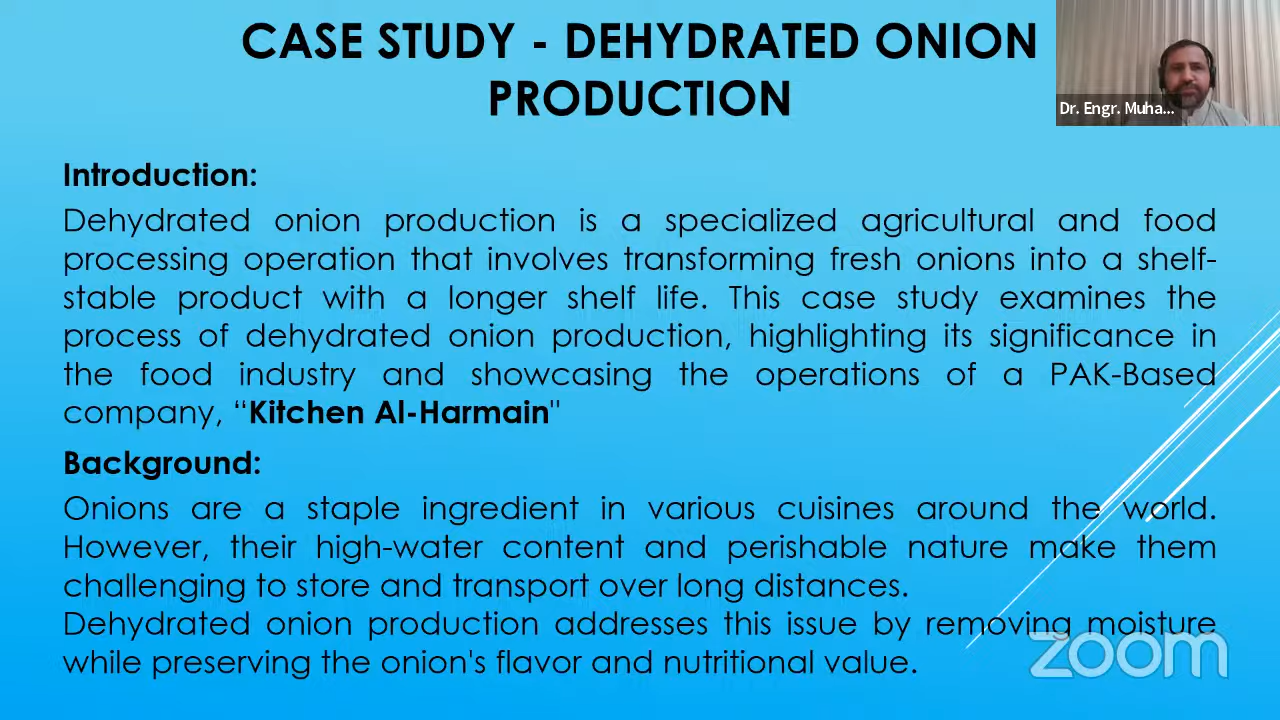 CASE STUDY - DEHYDRATED ONION
PRODUCTION
Dr. Engr. Muha...
Introduction:
Dehydrated onion production is a specialized agricultural and food
processing operation that involves transforming fresh onions into a shelf-
stable product with a longer shelf life. This case study examines the
process of dehydrated onion production, highlighting its significance in
the food industry and showcasing the operations of a PAK-Based
company, “Kitchen Al-Harmain"
Background:
Onions are a staple ingredient in various cuisines around the world.
However, their high-water content and perishable nature make them
challenging to store and transport over long distances.
Dehydrated onion production addresses this issue by removing moisture
while preserving the onion's flavor and nutritional value.
zoom